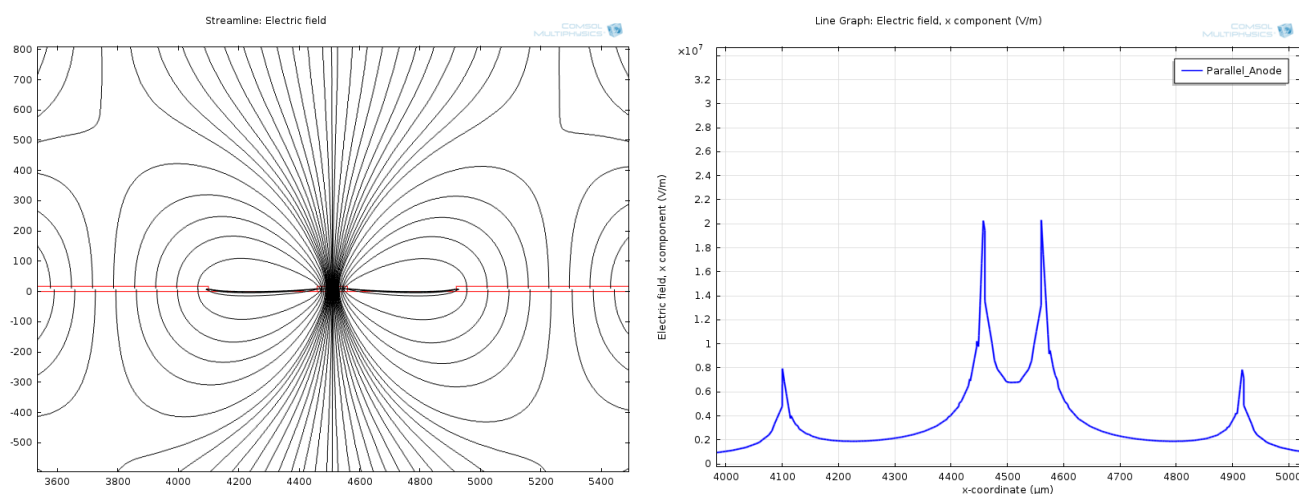 Streamline: Electric field
COMSOL
MULTIPHYSICS
800
700
600
500
400
300
200
100
0
-100
-200
-300
-400
-500
3600 3800 4000 4200 4400 4600 4800 5000 5200 5400
Line Graph: Electric field, x component (V/m)
COMSOL
MULTIPHYSICS
×10⁷
Parallel_Anode
3.2
3
2.8
2.6
2.4
2.2
2
1.8
1.6
1.4
1.2
1
0.8
0.6
0.4
0.2
0
Electric field, x component (V/m)
4000 4100 4200 4300 4400 4500 4600 4700 4800 4900 500
x-coordinate (µm)